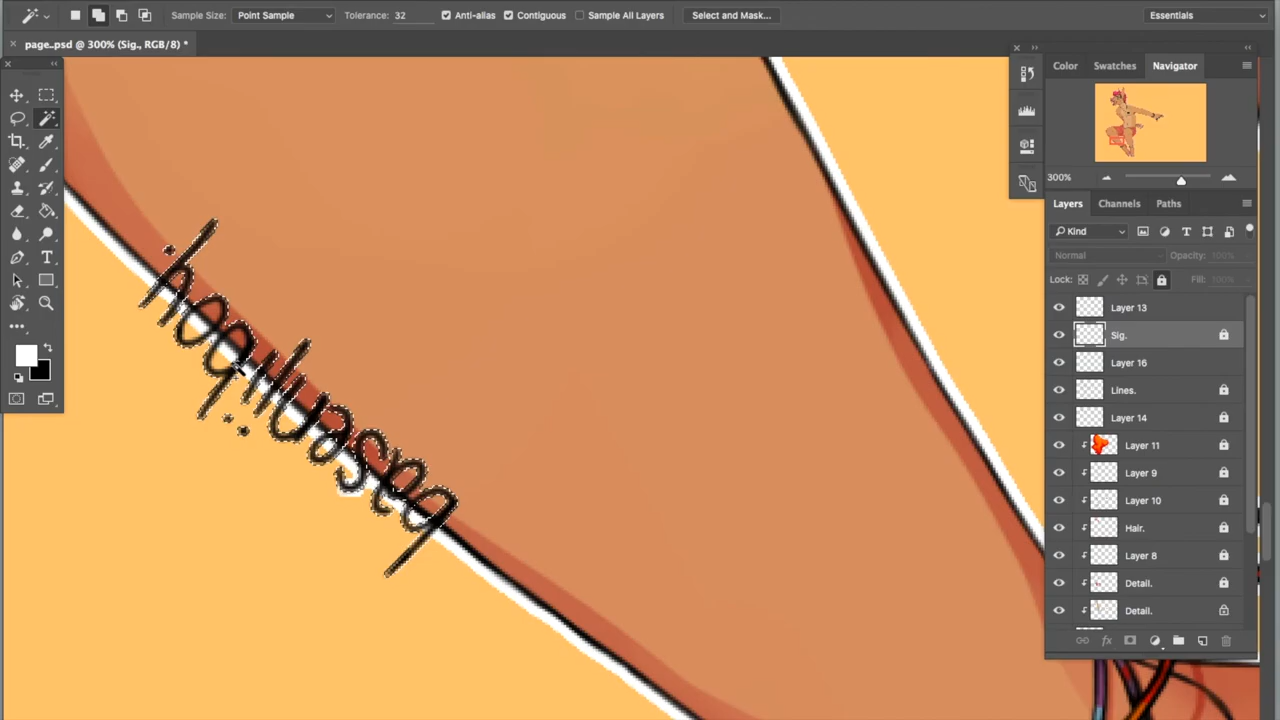 Sample Size: Point Sample Tolerance: 32 Anti-alias Contiguous Sample All Layers Select and Mask... Essentials
page..psd @ 300% (Sig., RGB/8) *
Color Swatches Navigator
300%
Layers Channels Paths
Kind
Normal Opacity: 100%
Lock: Fill: 100%
Layer 13
Sig.
Layer 16
Lines.
Layer 14
Layer 11
Layer 9
Layer 10
Hair.
Layer 8
Detail.
Detail.